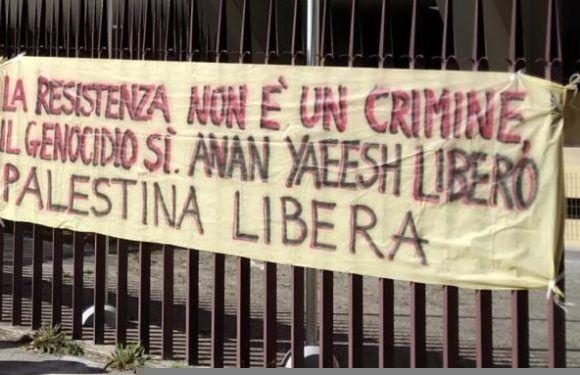 LA RESISTENZA NON È UN CRIMINE,
IL GENOCIDIO SÌ. ANAN YAEESH LIBERO
PALESTINA LIBERA